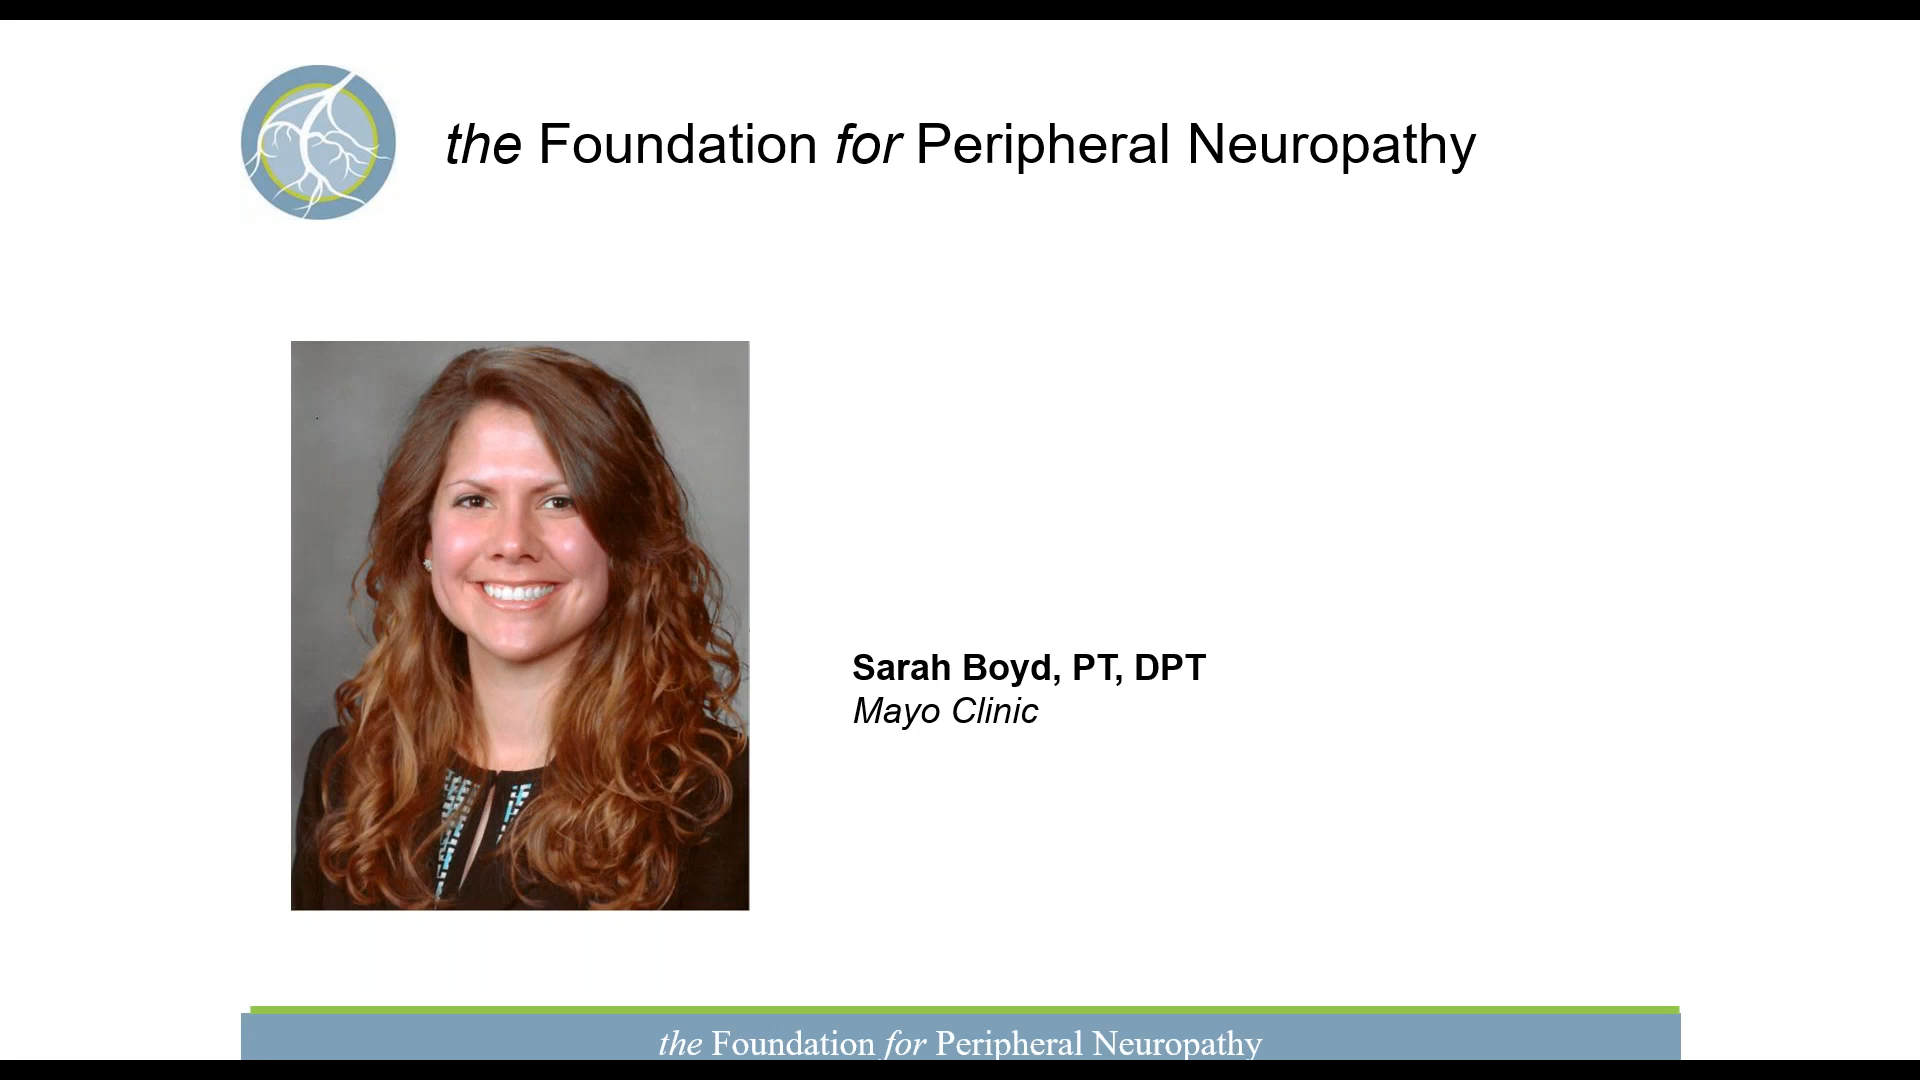 the Foundation for Peripheral Neuropathy
Sarah Boyd, PT, DPT
Mayo Clinic
the Foundation for Peripheral Neuropathy